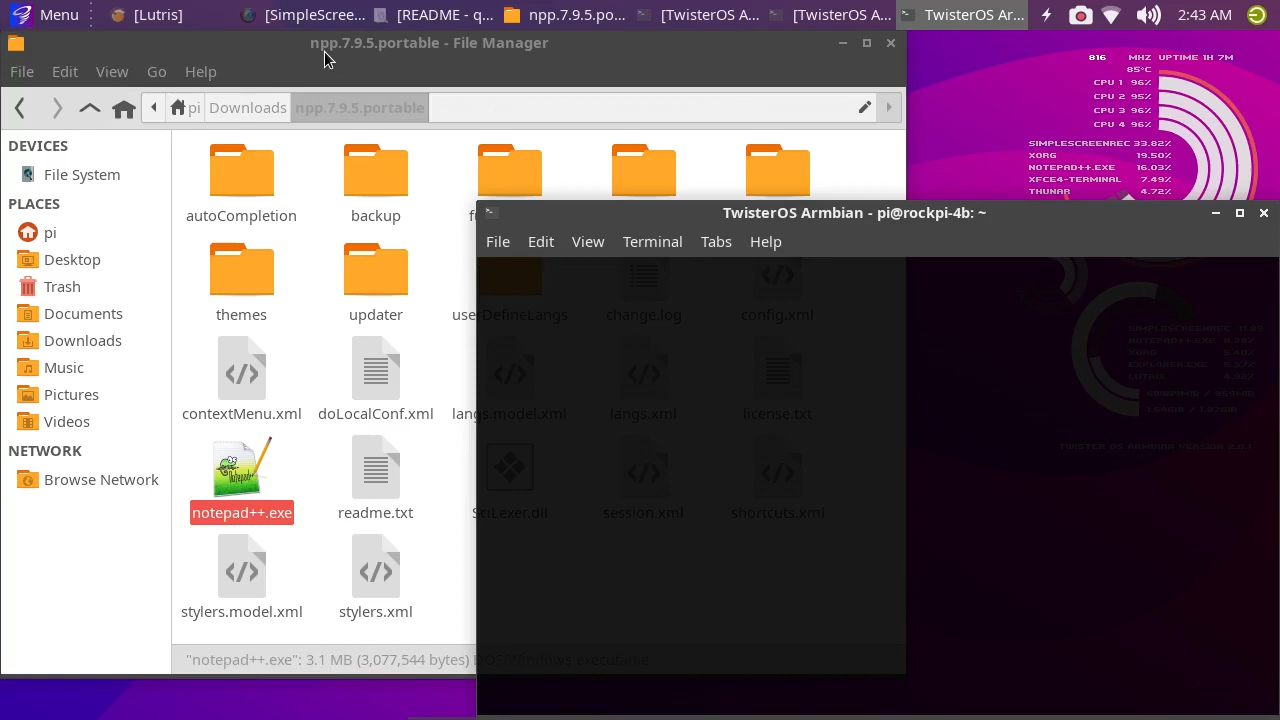 Menu
[Lutris]
[SimpleScree...
[README - q...
npp.7.9.5.po...
[TwisterOS A...
[TwisterOS A...
TwisterOS Ar...
2:43 AM
npp.7.9.5.portable - File Manager
File Edit View Go Help
pi Downloads npp.7.9.5.portable
DEVICES
File System
PLACES
pi
Desktop
Trash
Documents
Downloads
Music
Pictures
Videos
NETWORK
Browse Network
autoCompletion
backup
themes
updater
userDefineLangs
change.log
config.xml
contextMenu.xml
doLocalConf.xml
langs.model.xml
langs.xml
license.txt
notepad++.exe
readme.txt
SciLexer.dll
session.xml
shortcuts.xml
stylers.model.xml
stylers.xml
"notepad++.exe": 3.1 MB (3,077,544 bytes) DOS/Windows executable
TwisterOS Armbian - pi@rockpi-4b: ~
File Edit View Terminal Tabs Help
816 MHZ UPTIME 1H 7M
85°C
CPU 1 96%
CPU 2 95%
CPU 3 96%
CPU 4 96%
SIMPLESCREENREC 33.82%
XORG 19.50%
NOTEPAD++.EXE 16.03%
XFCE4-TERMINAL 7.49%
THUNAR 4.72%